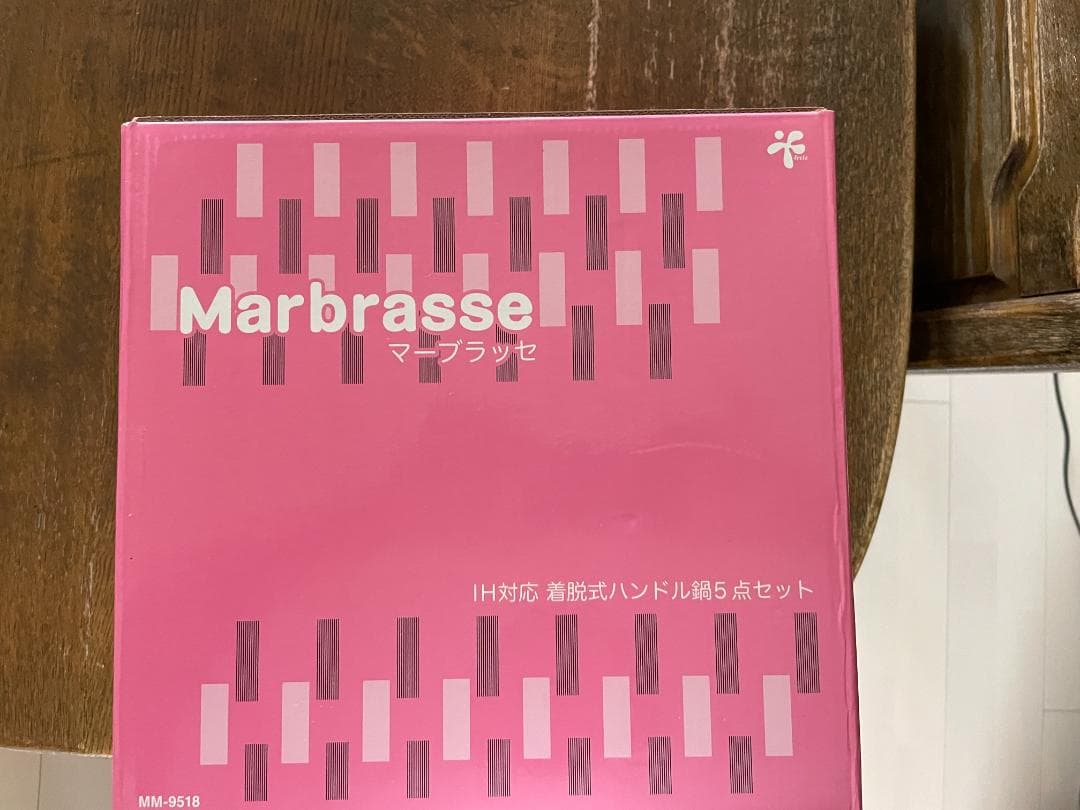 freiz
Marbrasse
マーブラッセ
IH対応 着脱式ハンドル鍋5点セット
MM-9518